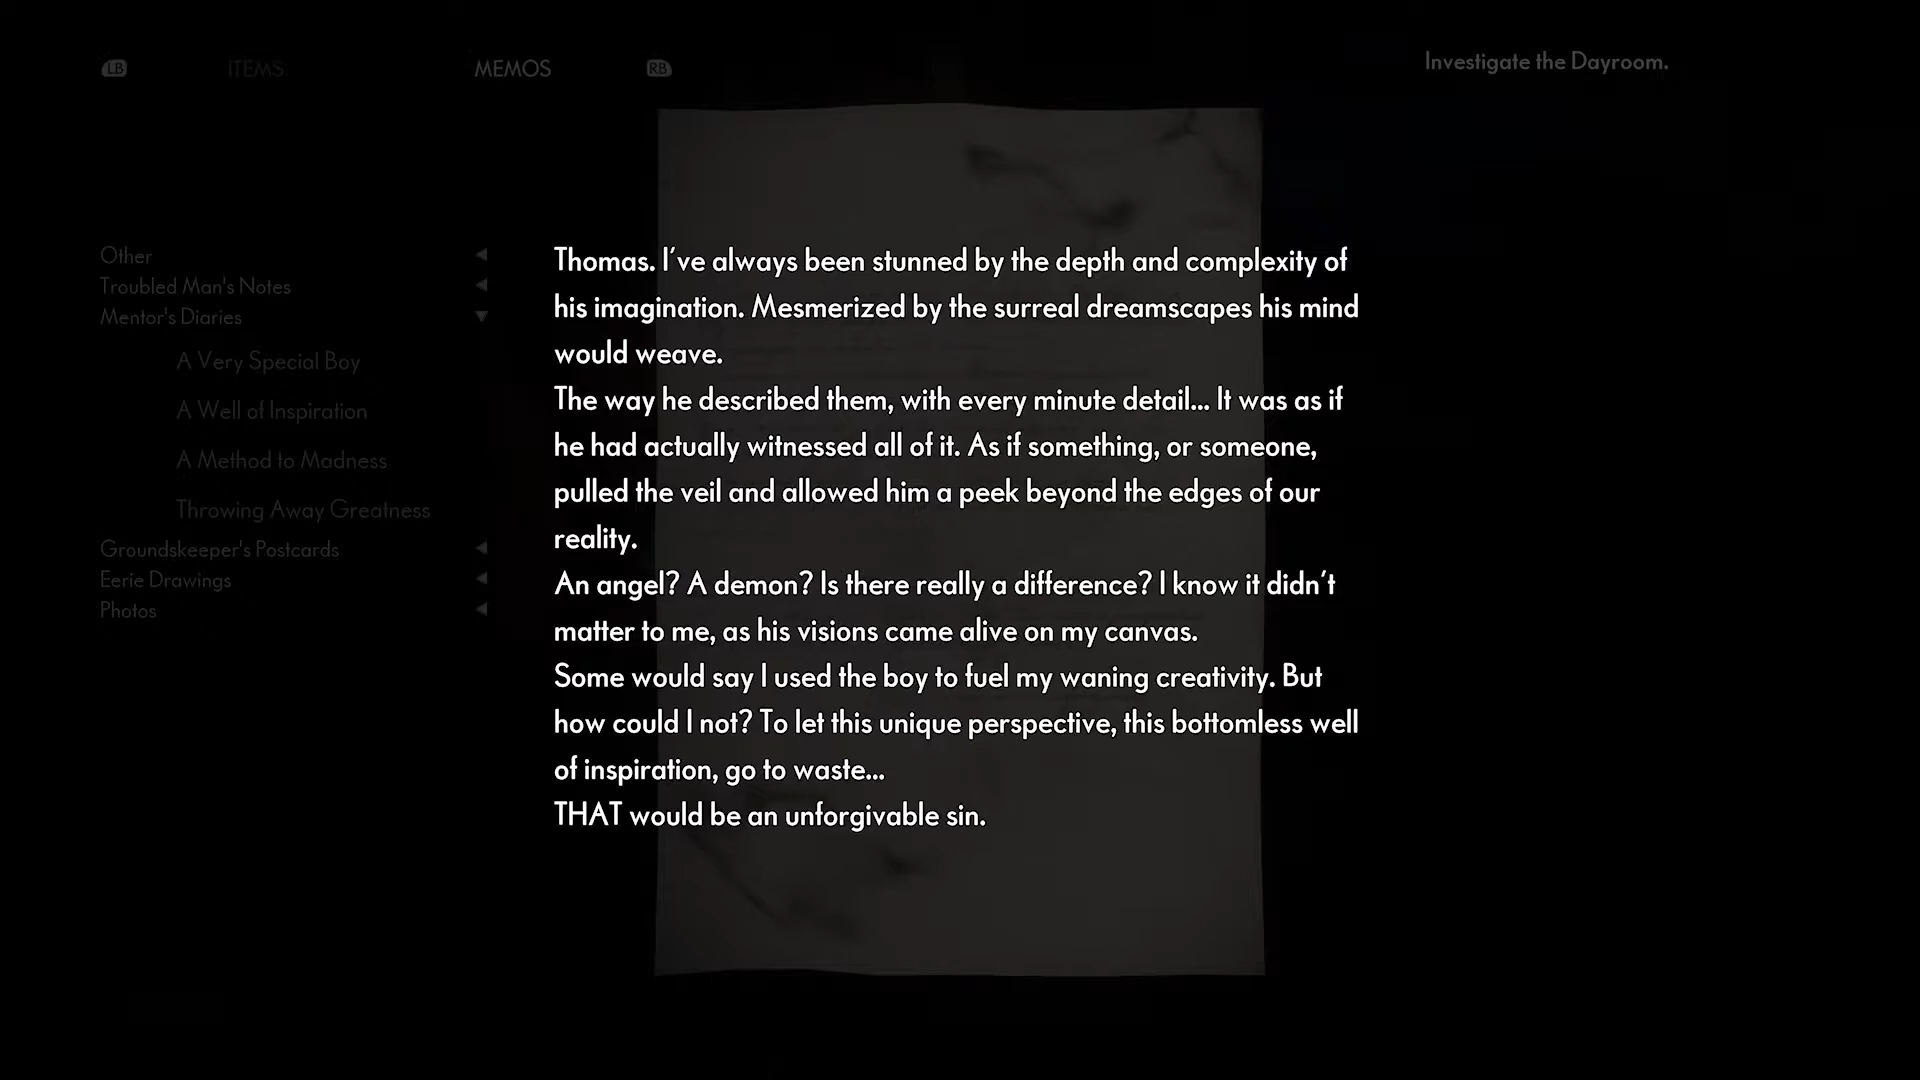 LB
ITEMS
MEMOS
RB
Investigate the Dayroom.
Other
Troubled Man's Notes
Mentor's Diaries
A Very Special Boy
A Well of Inspiration
A Method to Madness
Throwing Away Greatness
Groundskeeper's Postcards
Eerie Drawings
Photos
Thomas. I've always been stunned by the depth and complexity of
his imagination. Mesmerized by the surreal dreamscapes his mind
would weave.
The way he described them, with every minute detail... It was as if
he had actually witnessed all of it. As if something, or someone,
pulled the veil and allowed him a peek beyond the edges of our
reality.
An angel? A demon? Is there really a difference? I know it didn't
matter to me, as his visions came alive on my canvas.
Some would say I used the boy to fuel my waning creativity. But
how could I not? To let this unique perspective, this bottomless well
of inspiration, go to waste...
THAT would be an unforgivable sin.